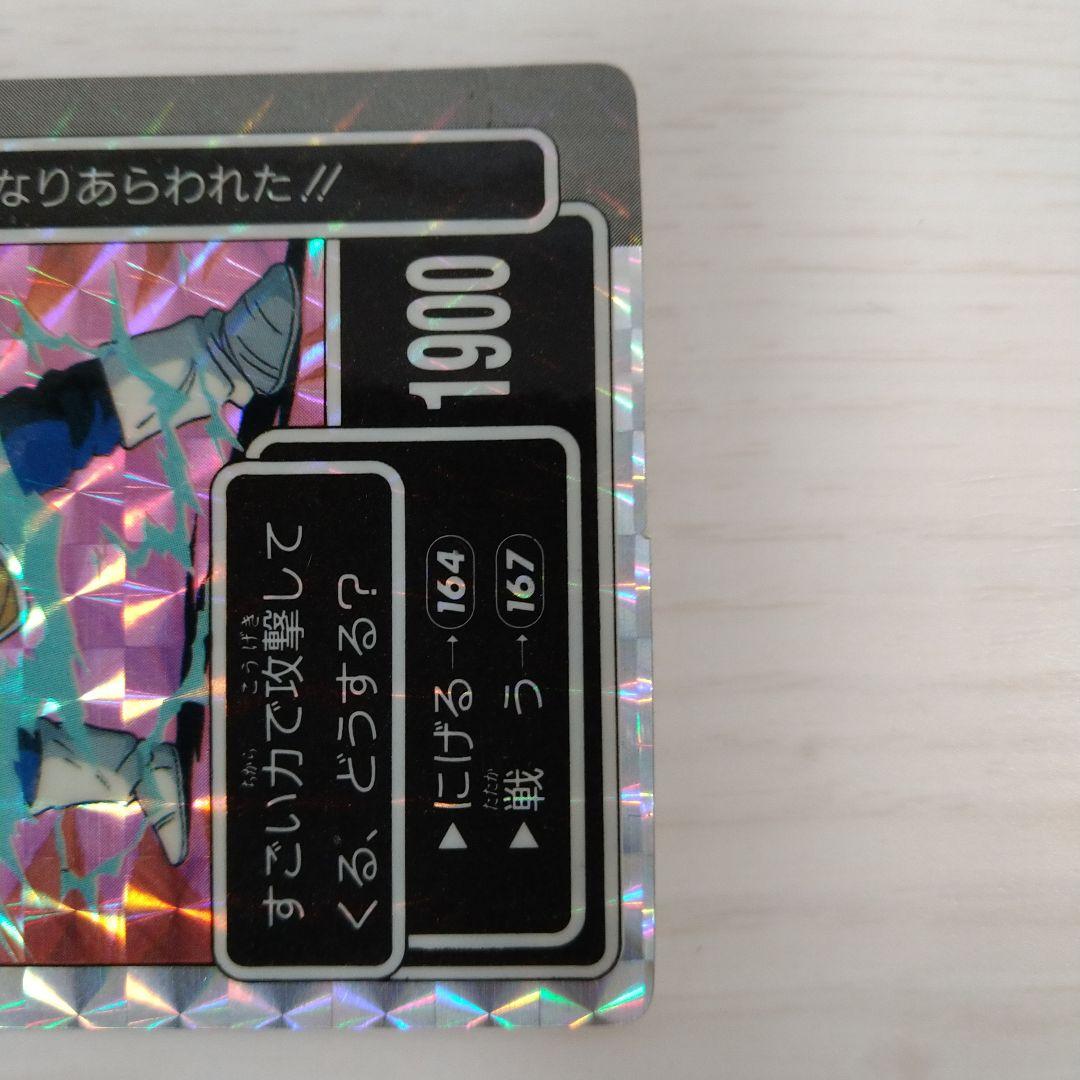 なりあらわれた!!
1900
すごい力で攻撃して
くる、どうする?
▶にげる→164
▶戦う→167